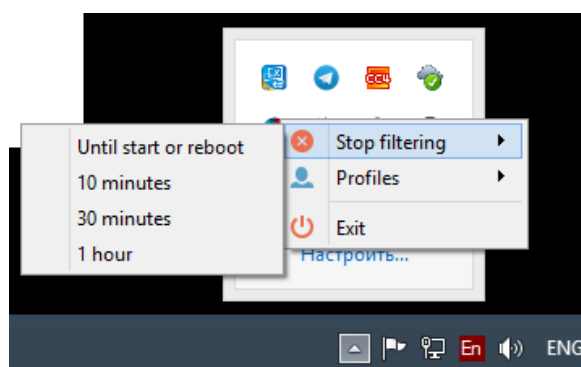 CC4
Until start or reboot
10 minutes
30 minutes
1 hour
Stop filtering
Profiles
Exit
Настроить...
En
ENG